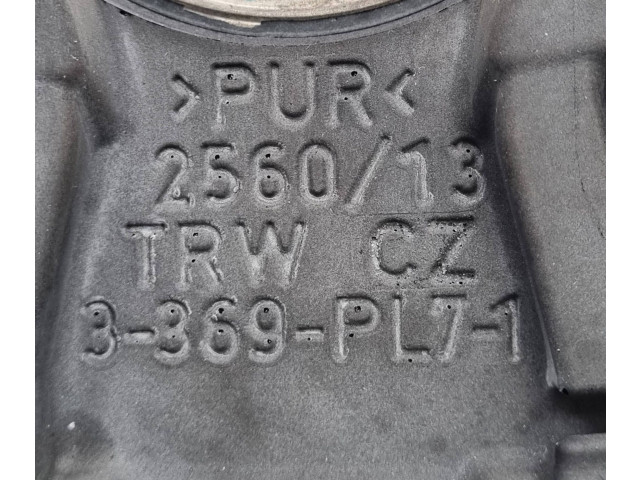 >PUR<
2560/13
TRW CZ
3-369-PL7-1